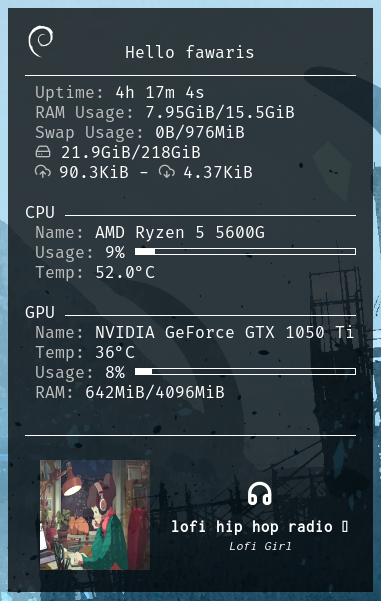 Hello fawaris
Uptime: 4h 17m 4s
RAM Usage: 7.95GiB/15.5GiB
Swap Usage: 0B/976MiB
21.9GiB/218GiB
90.3KiB - 4.37KiB
CPU
Name: AMD Ryzen 5 5600G
Usage: 9%
Temp: 52.0°C
GPU
Name: NVIDIA GeForce GTX 1050 Ti
Temp: 36°C
Usage: 8%
RAM: 642MiB/4096MiB
lofi hip hop radio
Lofi Girl